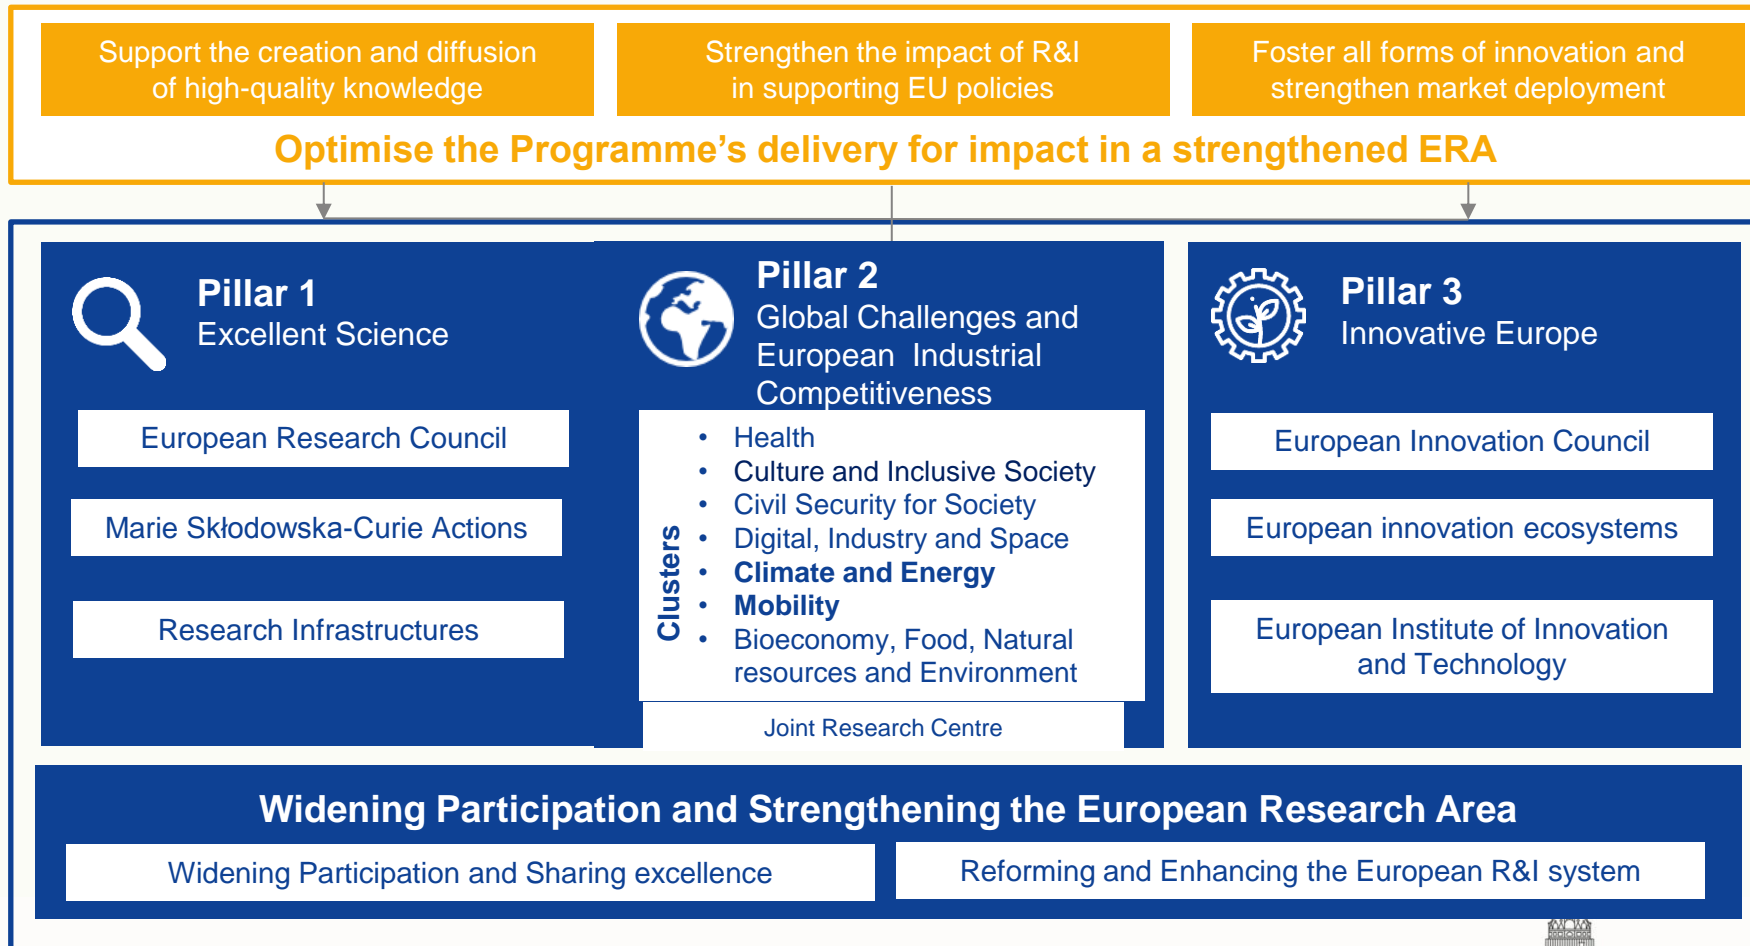 Support the creation and diffusion
of high-quality knowledge
Strengthen the impact of R&I
in supporting EU policies
Foster all forms of innovation and
strengthen market deployment
Optimise the Programme’s delivery for impact in a strengthened ERA
Pillar 1
Excellent Science
European Research Council
Marie Skłodowska-Curie Actions
Research Infrastructures
Pillar 2
Global Challenges and
European Industrial
Competitiveness
Clusters
• Health
• Culture and Inclusive Society
• Civil Security for Society
• Digital, Industry and Space
• Climate and Energy
• Mobility
• Bioeconomy, Food, Natural
resources and Environment
Joint Research Centre
Pillar 3
Innovative Europe
European Innovation Council
European innovation ecosystems
European Institute of Innovation
and Technology
Widening Participation and Strengthening the European Research Area
Widening Participation and Sharing excellence
Reforming and Enhancing the European R&I system